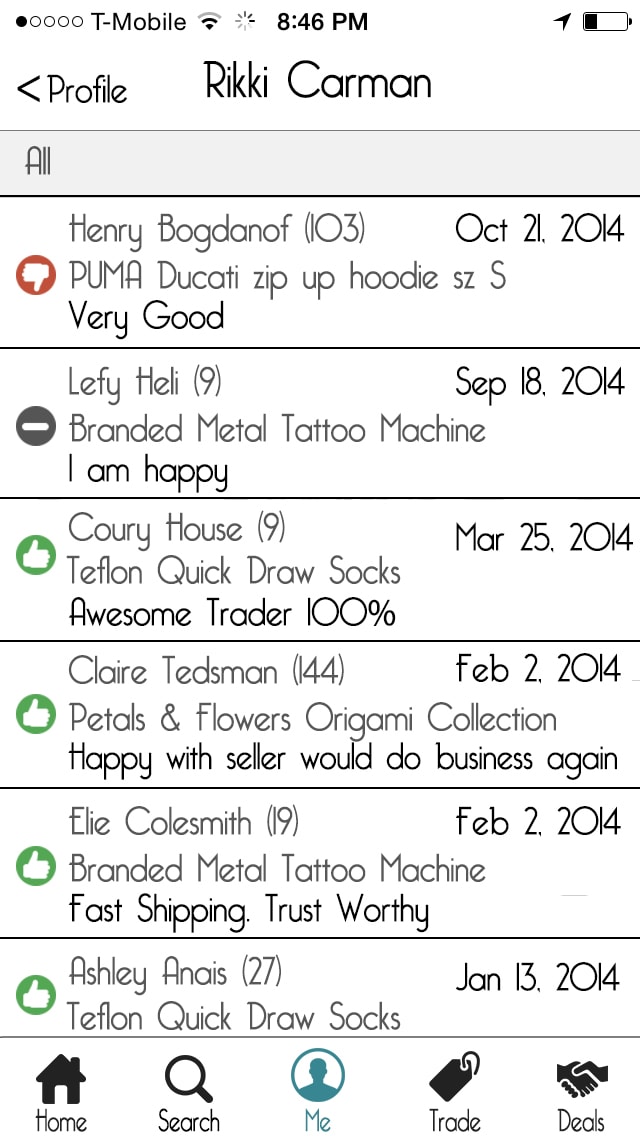 T-Mobile 8:46 PM
< Profile Rikki Carman
All
Henry Bogdanof (103) Oct 21, 2014
PUMA Ducati zip up hoodie sz S
Very Good
Lefy Heli (9) Sep 18, 2014
Branded Metal Tattoo Machine
I am happy
Coury House (9) Mar 25, 2014
Teflon Quick Draw Socks
Awesome Trader 100%
Claire Tedsman (144) Feb 2, 2014
Petals & Flowers Origami Collection
Happy with seller would do business again
Elie Colesmith (19) Feb 2, 2014
Branded Metal Tattoo Machine
Fast Shipping. Trust Worthy
Ashley Anais (27) Jan 13, 2014
Teflon Quick Draw Socks
Home Search Me Trade Deals